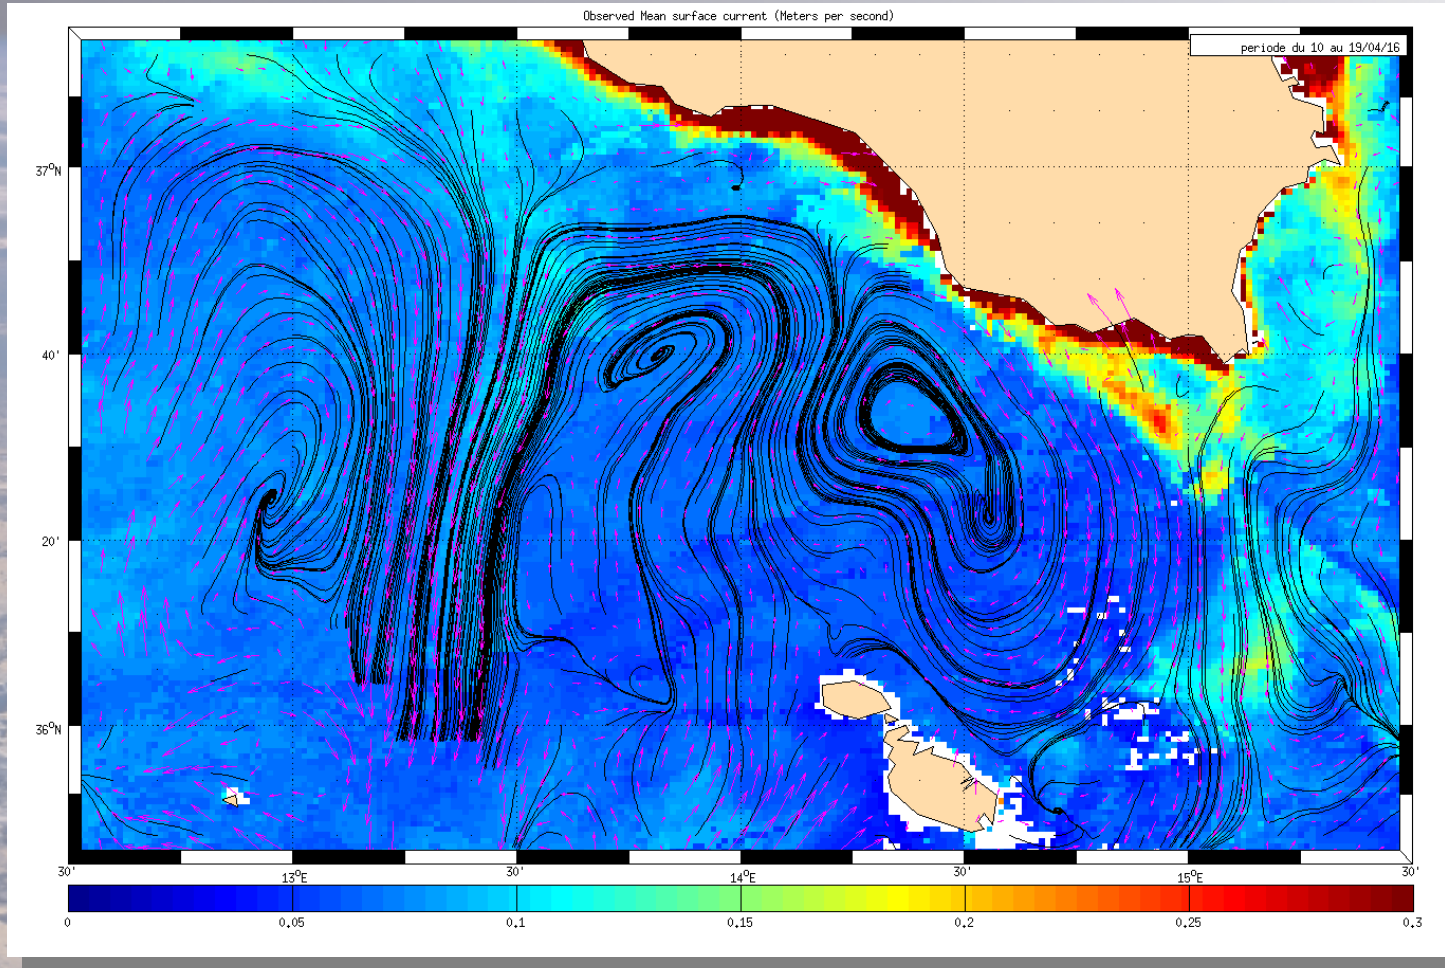 Observed Mean surface current (Meters per second)
periode du 10 au 19/04/16
37°N
40'
20'
36°N
30'
13°E
30'
14°E
30'
15°E
30'
0
0.05
0.1
0.15
0.2
0.25
0.3